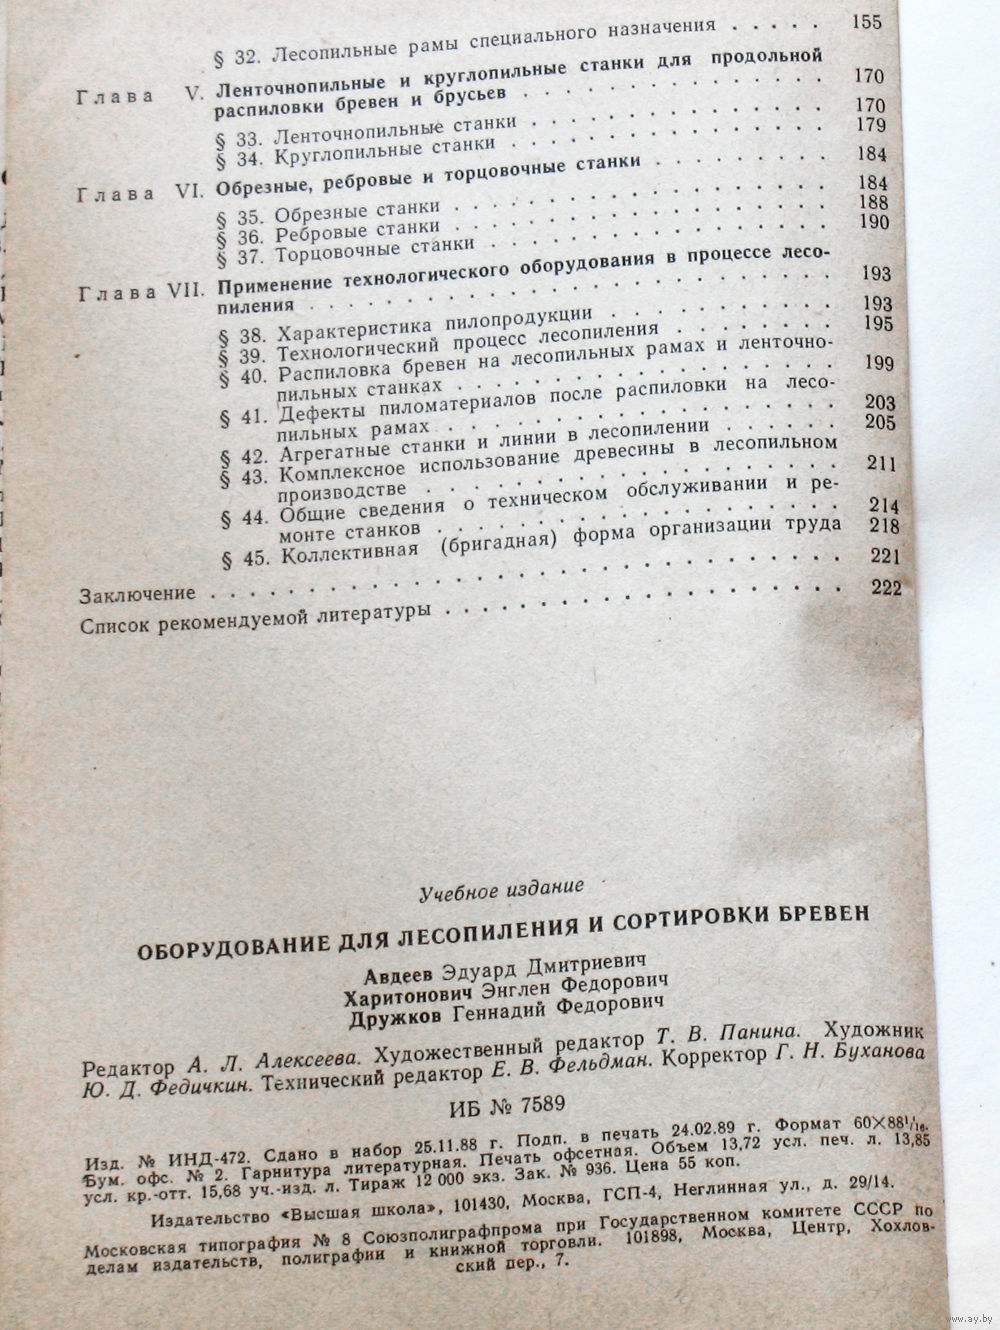 § 32. Лесопильные рамы специального назначения . . . . . 155
Глава V. Ленточнопильные и круглопильные станки для продольной
распиловки бревен и брусьев . . . . . . . . . . . . . 170
§ 33. Ленточнопильные станки . . . . . . . . . . . . . 170
§ 34. Круглопильные станки . . . . . . . . . . . . . . 179
Глава VI. Обрезные, ребровые и торцовочные станки . . . . . . . . 184
§ 35. Обрезные станки . . . . . . . . . . . . . . . . 184
§ 36. Ребровые станки . . . . . . . . . . . . . . . . 188
§ 37. Торцовочные станки . . . . . . . . . . . . . . . 190
Глава VII. Применение технологического оборудования в процессе лесо-
пиления . . . . . . . . . . . . . . . . . . . . . . 193
§ 38. Характеристика пилопродукции . . . . . . . . . . 193
§ 39. Технологический процесс лесопиления . . . . . . . 195
§ 40. Распиловка бревен на лесопильных рамах и ленточно-
пильных станках . . . . . . . . . . . . . . . . 199
§ 41. Дефекты пиломатериалов после распиловки на лесо-
пильных рамах . . . . . . . . . . . . . . . . . 203
§ 42. Агрегатные станки и линии в лесопилении . . . . . . 205
§ 43. Комплексное использование древесины в лесопильном
производстве . . . . . . . . . . . . . . . . . . 211
§ 44. Общие сведения о техническом обслуживании и ре-
монте станков . . . . . . . . . . . . . . . . . 214
§ 45. Коллективная (бригадная) форма организации труда 218
Заключение . . . . . . . . . . . . . . . . . . . . . . . . . . 221
Список рекомендуемой литературы . . . . . . . . . . . . . . . . . 222
Учебное издание
ОБОРУДОВАНИЕ ДЛЯ ЛЕСОПИЛЕНИЯ И СОРТИРОВКИ БРЕВЕН
Авдеев Эдуард Дмитриевич
Харитонович Энглен Федорович
Дружков Геннадий Федорович
Редактор А. Л. Алексеева. Художественный редактор Т. В. Панина. Художник
Ю. Д. Федичкин. Технический редактор Е. В. Фельдман. Корректор Г. Н. Буханова
ИБ № 7589
Изд. № ИНД-472. Сдано в набор 25.11.88 г. Подп. в печать 24.02.89 г. Формат 60×88¹/₁₆.
Бум. офс. № 2. Гарнитура литературная. Печать офсетная. Объем 13,72 усл. печ. л. 13,85
усл. кр.-отт. 15,68 уч.-изд. л. Тираж 12 000 экз. Зак. № 936. Цена 55 коп.
Издательство «Высшая школа», 101430, Москва, ГСП-4, Неглинная ул., д. 29/14.
Московская типография № 8 Союзполиграфпрома при Государственном комитете СССР по
делам издательств, полиграфии и книжной торговли. 101898, Москва, Центр, Хохлов-
ский пер., 7.
www.ay.by